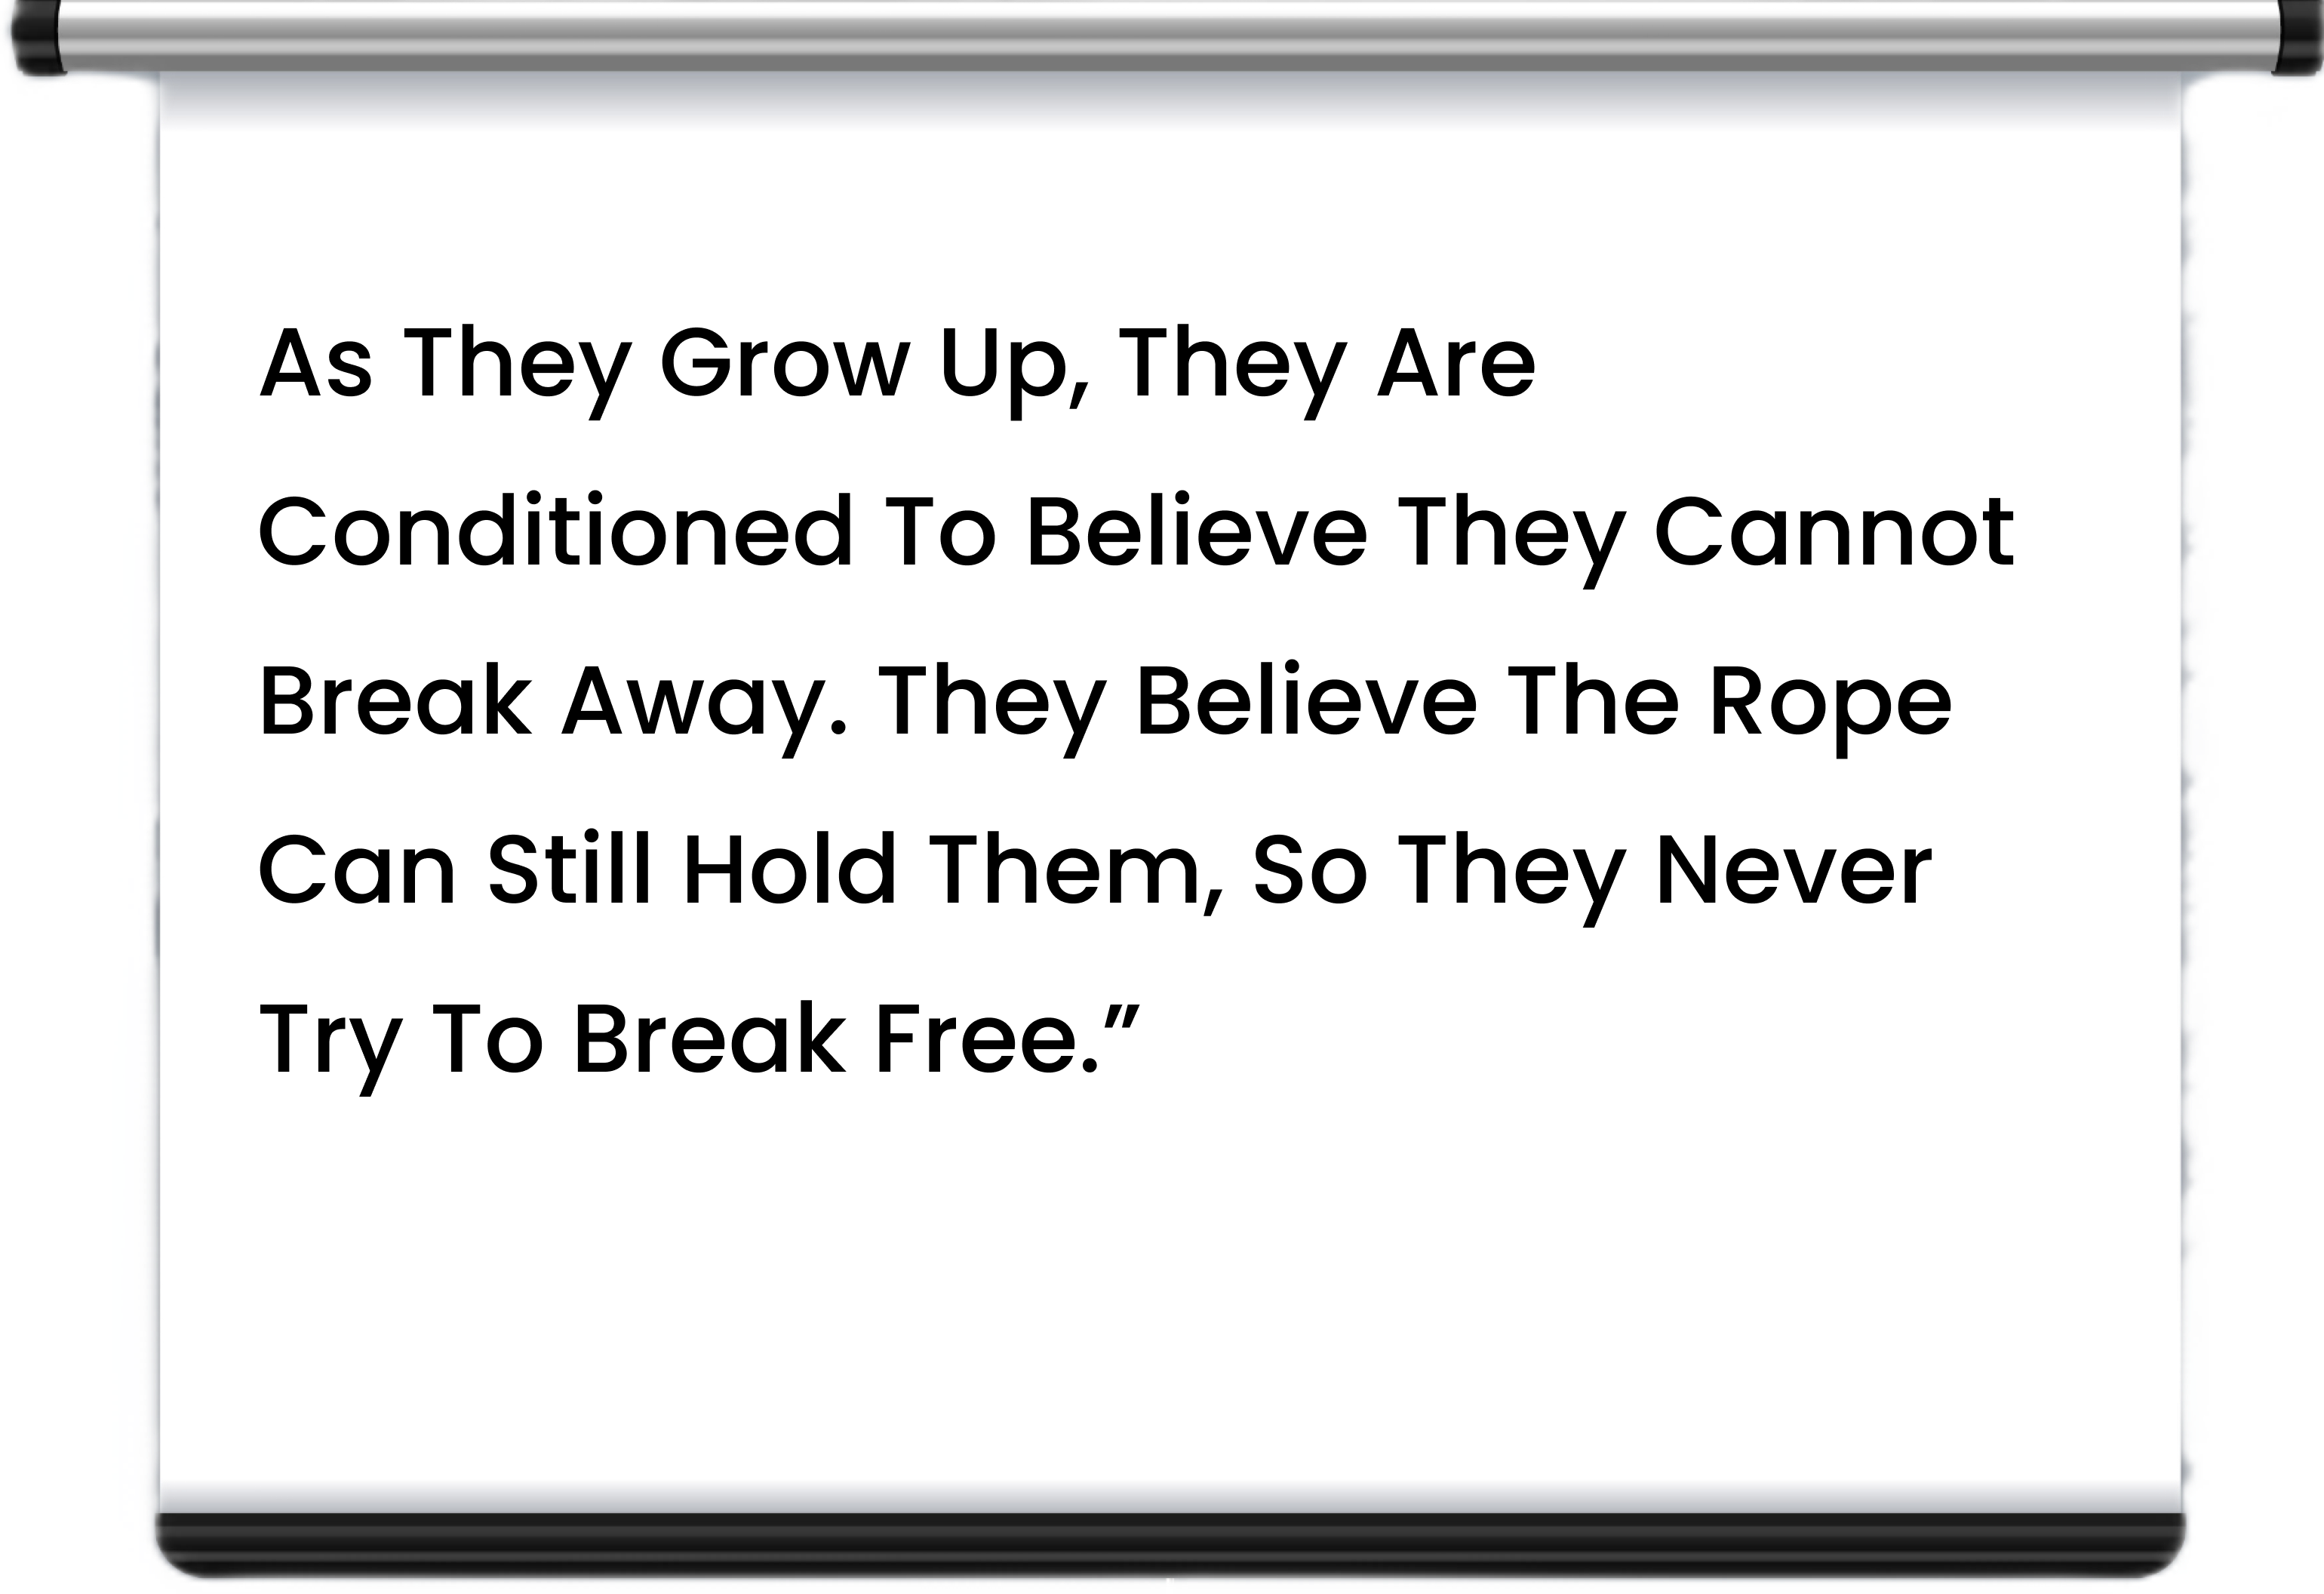 As They Grow Up, They Are
Conditioned To Believe They Cannot
Break Away. They Believe The Rope
Can Still Hold Them, So They Never
Try To Break Free.”